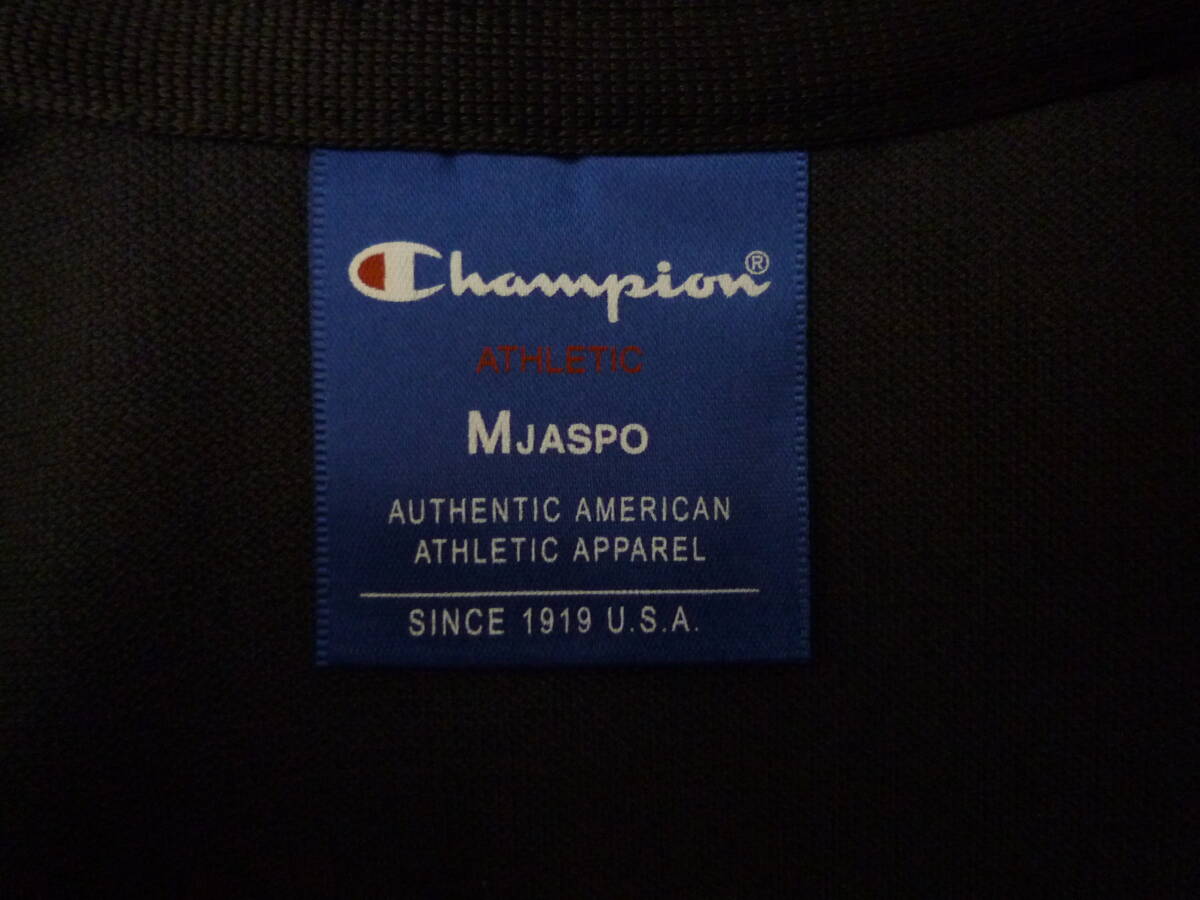 Champion®
ATHLETIC
MJASPO
AUTHENTIC AMERICAN
ATHLETIC APPAREL
SINCE 1919 U.S.A.